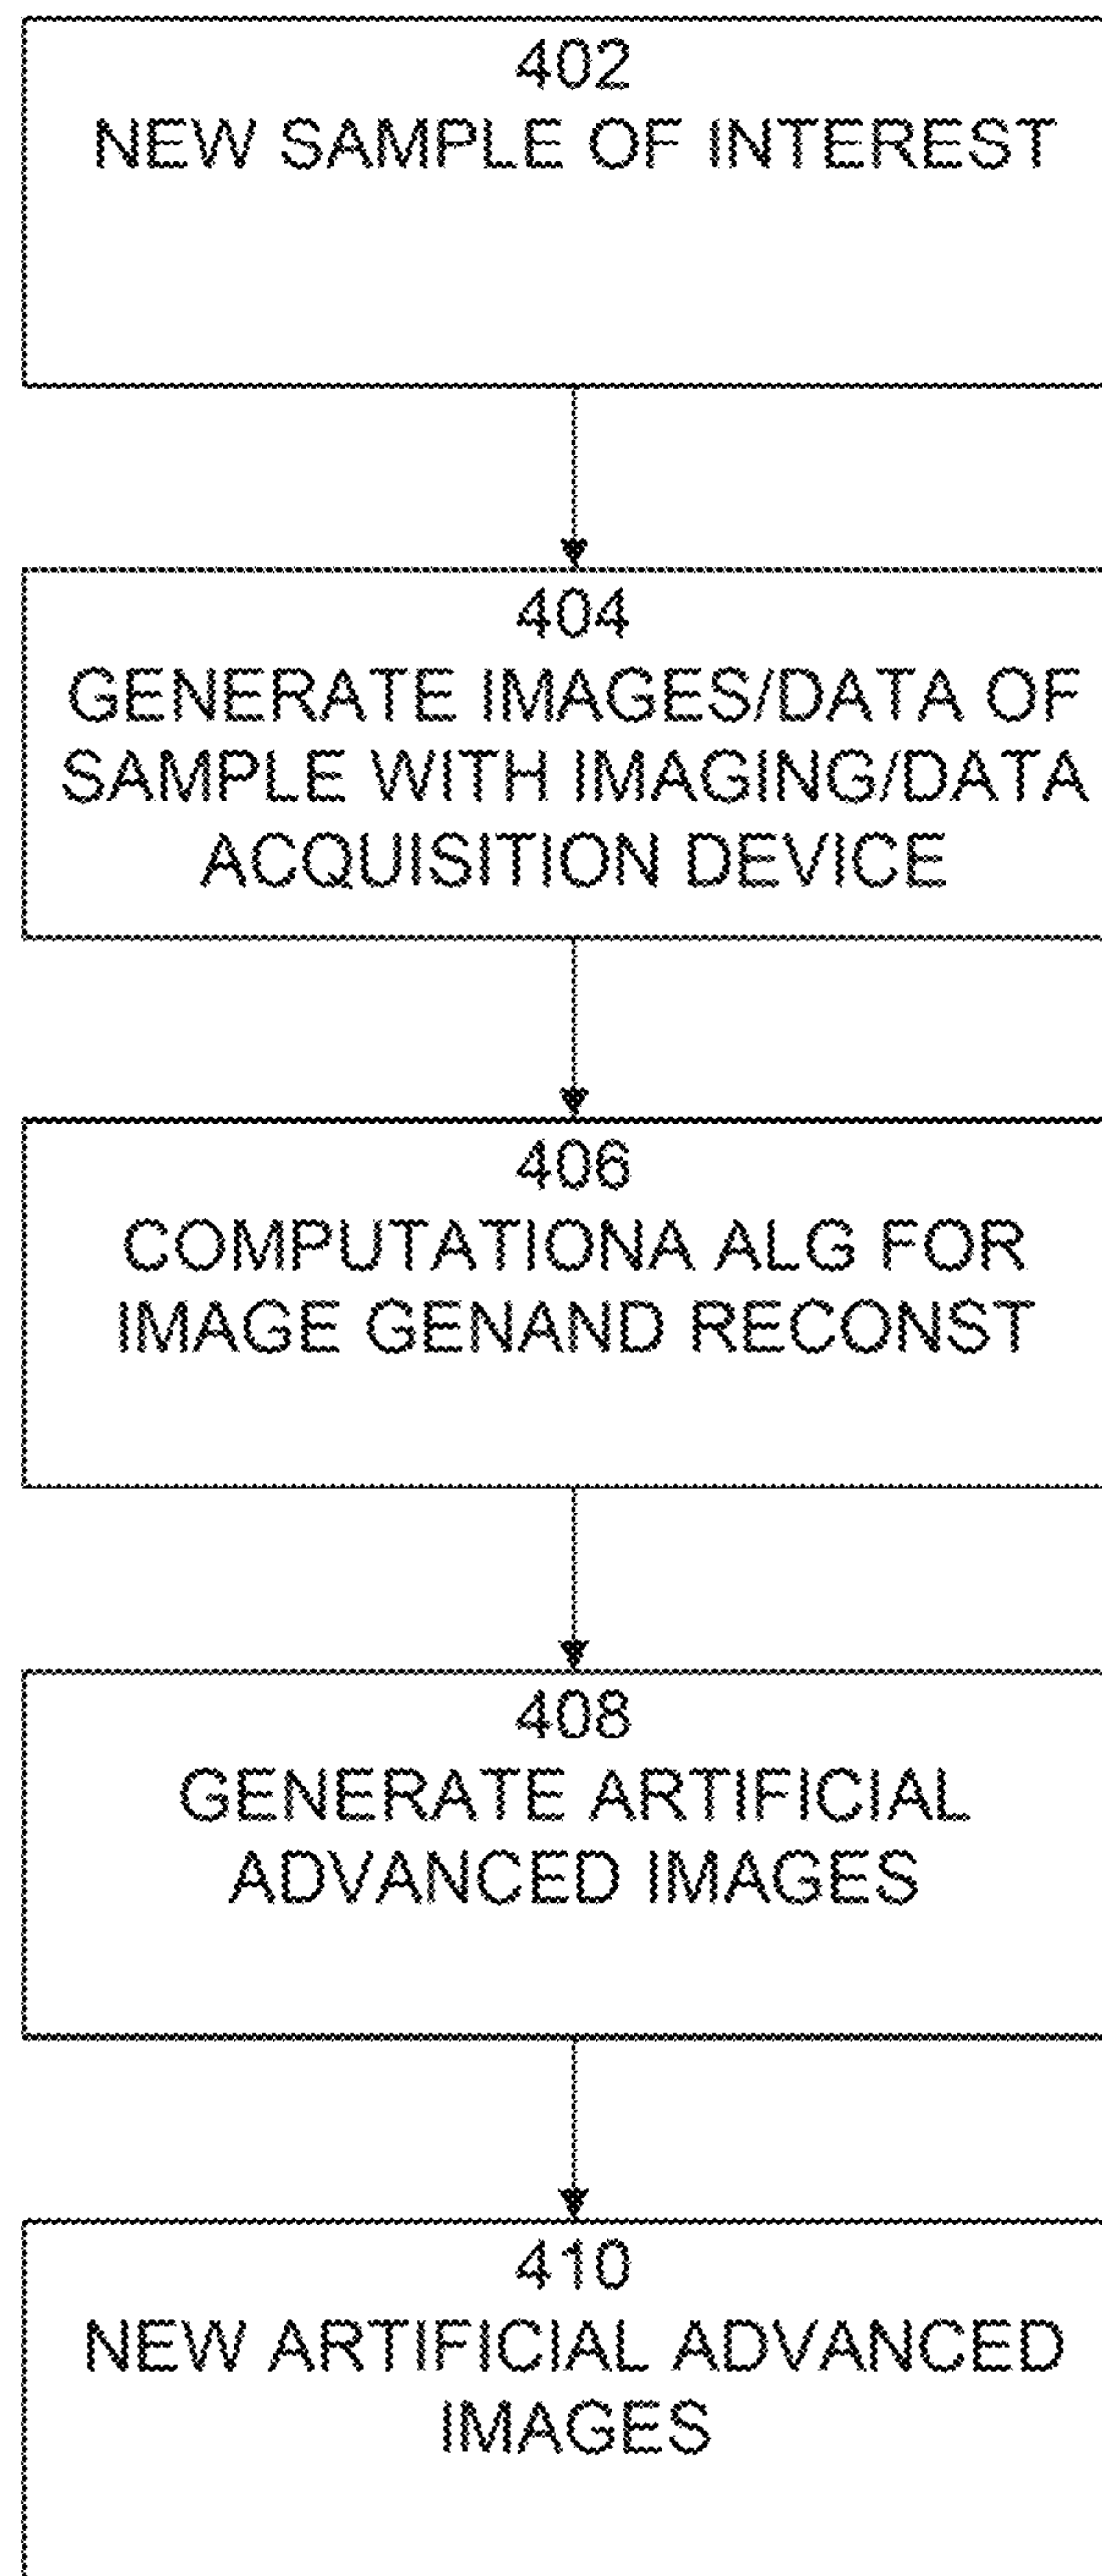 402
NEW SAMPLE OF INTEREST
404
GENERATE IMAGES/DATA OF
SAMPLE WITH IMAGING/DATA
ACQUISITION DEVICE
406
COMPUTATIONA ALG FOR
IMAGE GENAND RECONST
408
GENERATE ARTIFICIAL
ADVANCED IMAGES
410
NEW ARTIFICIAL ADVANCED
IMAGES